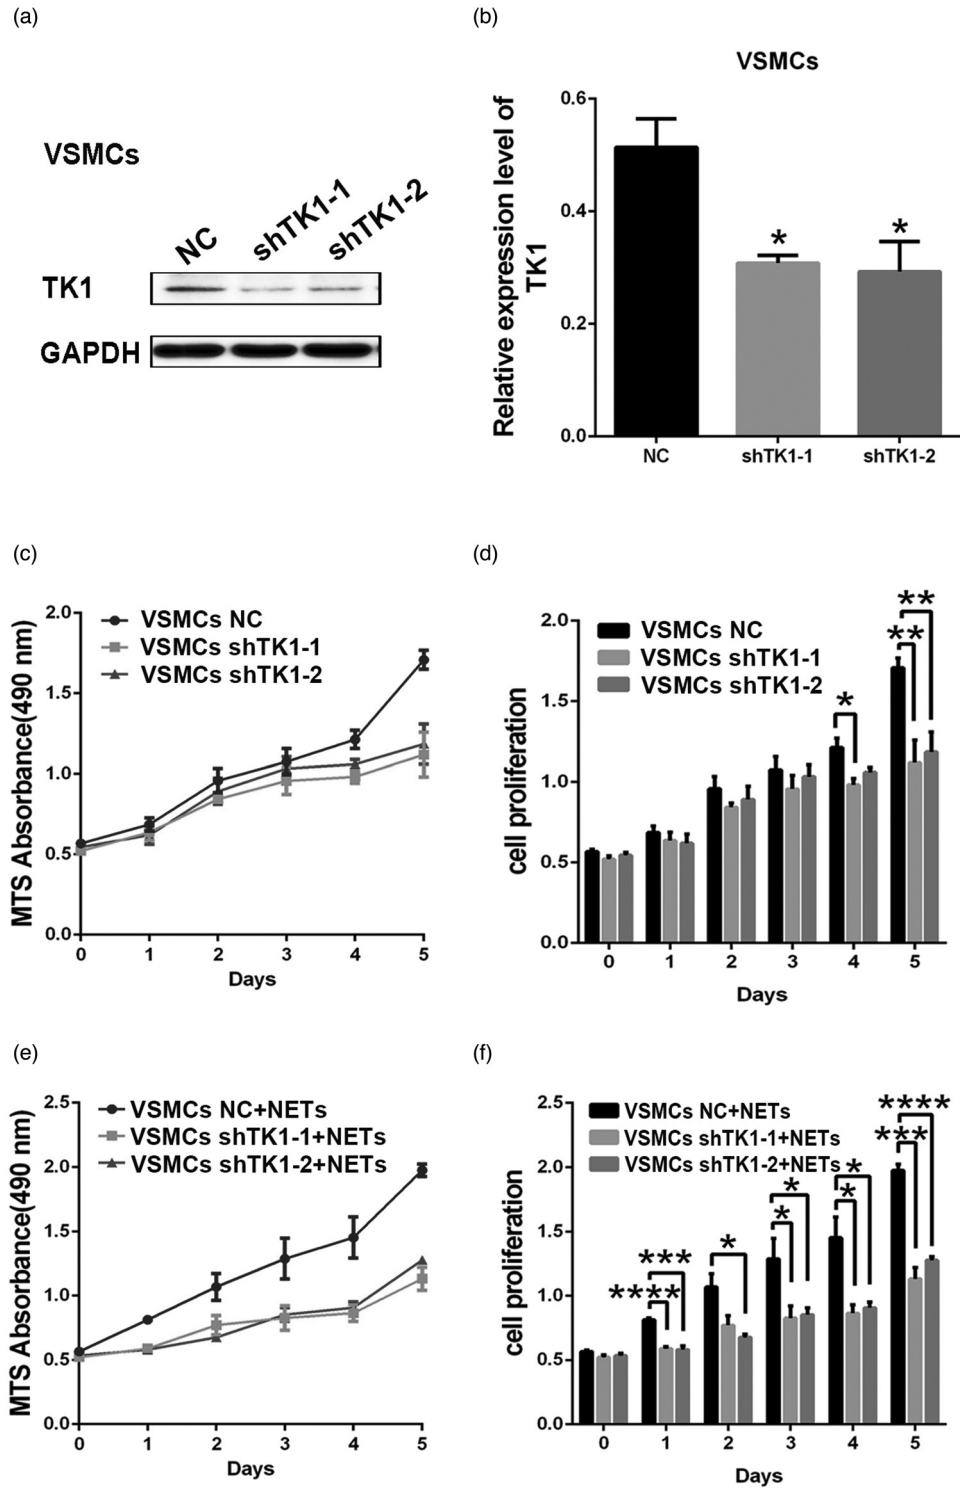 (a)
VSMCs
NC
shTK1-1
shTK1-2
TK1
GAPDH
(b)
VSMCs
Relative expression level of
TK1
0.6
0.4
0.2
0.0
NC
shTK1-1
shTK1-2
*
*
(c)
MTS Absorbance(490 nm)
2.0
1.5
1.0
0.5
0.0
VSMCs NC
VSMCs shTK1-1
VSMCs shTK1-2
0 1 2 3 4 5
Days
(d)
cell proliferation
2.0
1.5
1.0
0.5
0.0
VSMCs NC
VSMCs shTK1-1
VSMCs shTK1-2
*
**
**
0 1 2 3 4 5
Days
(e)
MTS Absorbance(490 nm)
2.5
2.0
1.5
1.0
0.5
0.0
VSMCs NC+NETs
VSMCs shTK1-1+NETs
VSMCs shTK1-2+NETs
0 1 2 3 4 5
Days
(f)
cell proliferation
2.5
2.0
1.5
1.0
0.5
0.0
VSMCs NC+NETs
VSMCs shTK1-1+NETs
VSMCs shTK1-2+NETs
***
****
*
*
*
*
*
****
***
0 1 2 3 4 5
Days